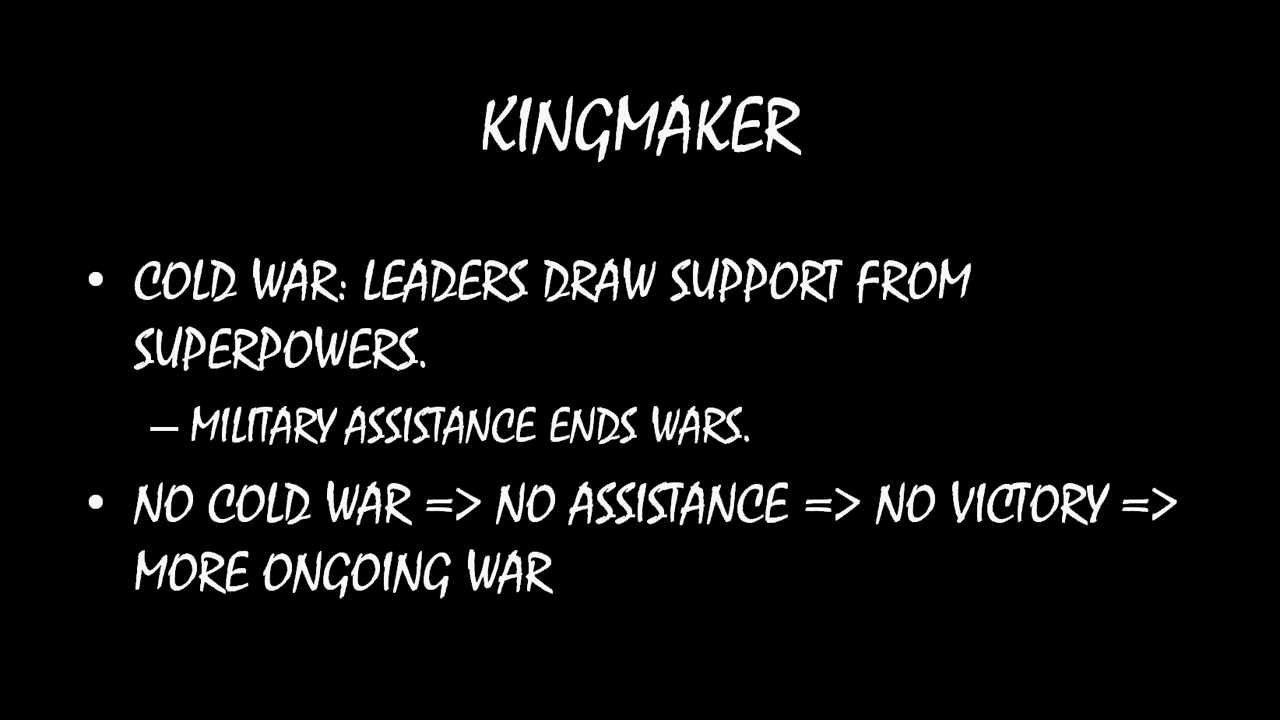 KINGMAKER
• COLD WAR: LEADERS DRAW SUPPORT FROM
SUPERPOWERS.
– MILITARY ASSISTANCE ENDS WARS.
• NO COLD WAR => NO ASSISTANCE => NO VICTORY =>
MORE ONGOING WAR